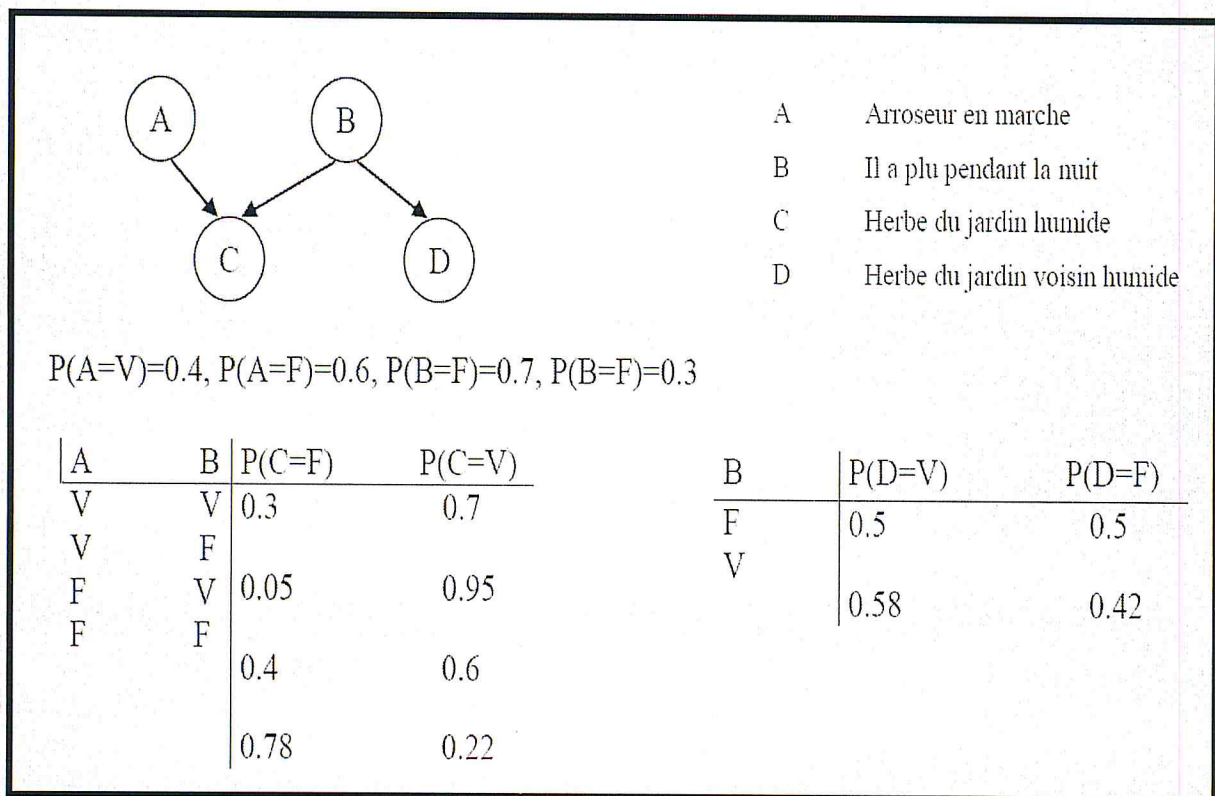 A
B
C
D
A Arroseur en marche
B Il a plu pendant la nuit
C Herbe du jardin humide
D Herbe du jardin voisin humide
P(A=V)=0.4, P(A=F)=0.6, P(B=F)=0.7, P(B=F)=0.3
A B P(C=F) P(C=V)
V V 0.3 0.7
V F
F V 0.05 0.95
F F
0.4 0.6
0.78 0.22
B P(D=V) P(D=F)
F 0.5 0.5
V
0.58 0.42